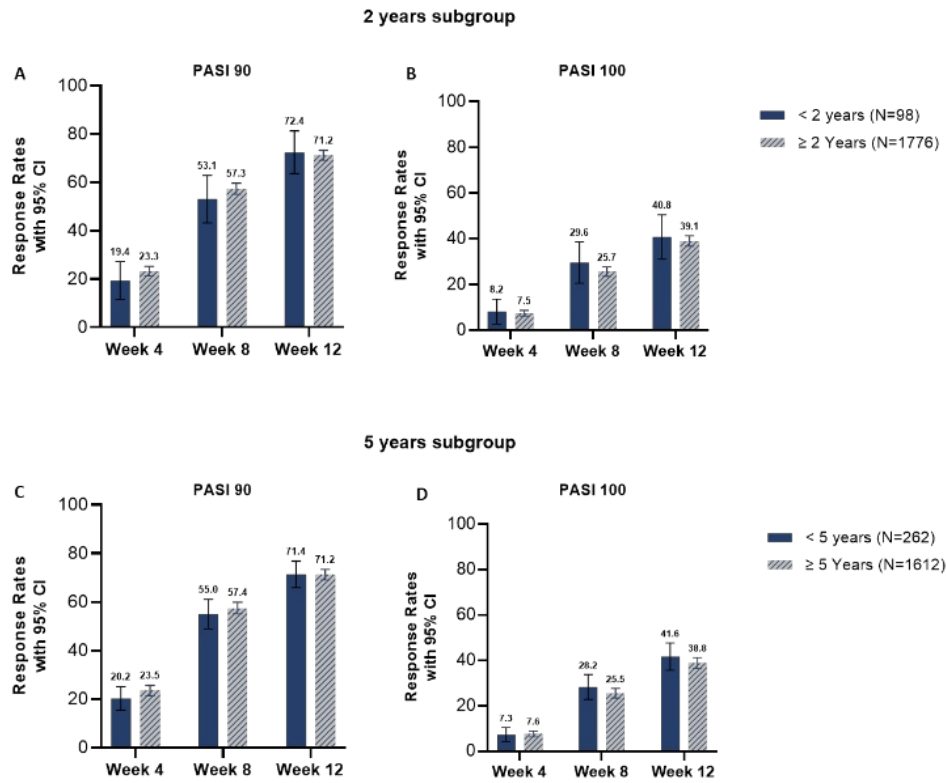 2 years subgroup
A
PASI 90
Response Rates
with 95% CI
100
80
60
40
20
0
19.4
23.3
53.1
57.3
72.4
71.2
Week 4
Week 8
Week 12
B
PASI 100
Response Rates
with 95% CI
100
80
60
40
20
0
8.2
7.5
29.6
25.7
40.8
39.1
Week 4
Week 8
Week 12
< 2 years (N=98)
≥ 2 Years (N=1776)
5 years subgroup
C
PASI 90
Response Rates
with 95% CI
100
80
60
40
20
0
20.2
23.5
55.0
57.4
71.4
71.2
Week 4
Week 8
Week 12
D
PASI 100
Response Rates
with 95% CI
100
80
60
40
20
0
7.3
7.6
28.2
25.5
41.6
38.8
Week 4
Week 8
Week 12
< 5 years (N=262)
≥ 5 Years (N=1612)